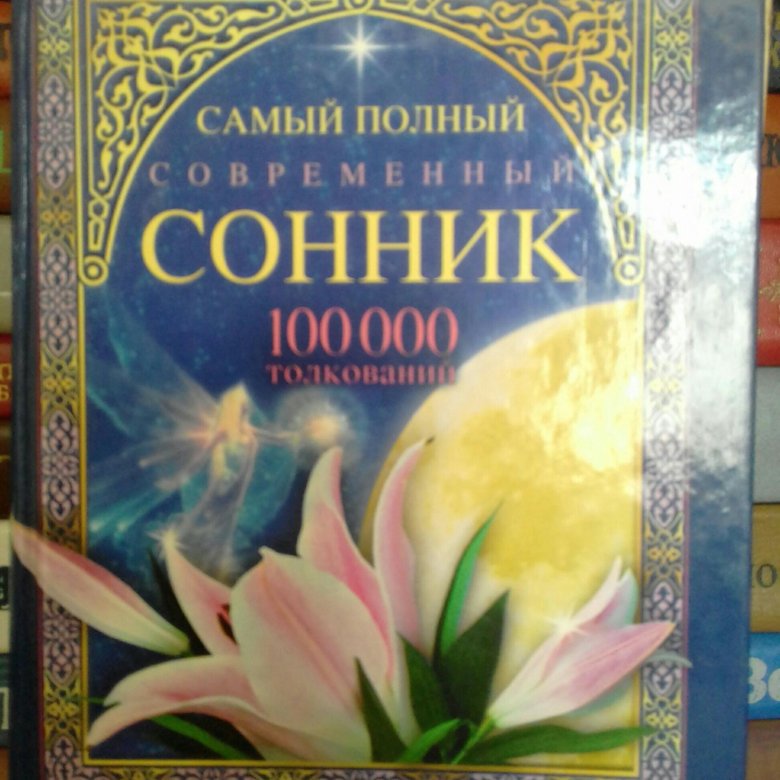 САМЫЙ ПОЛНЫЙ
СОВРЕМЕННЫЙ
СОННИК
100 000
толкований